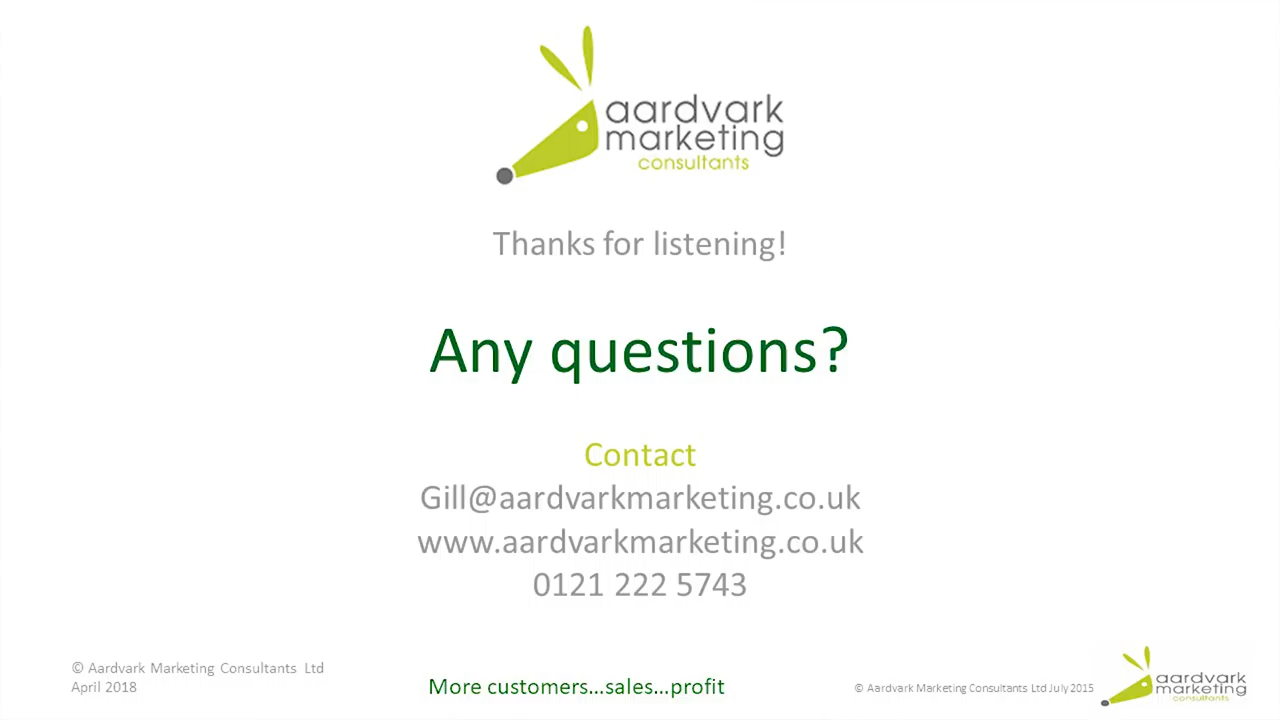 aardvark
marketing
consultants
Thanks for listening!
Any questions?
Contact
Gill@aardvarkmarketing.co.uk
www.aardvarkmarketing.co.uk
0121 222 5743
© Aardvark Marketing Consultants Ltd
April 2018
More customers...sales...profit
© Aardvark Marketing Consultants Ltd July 2015
aardvark
marketing
consultants